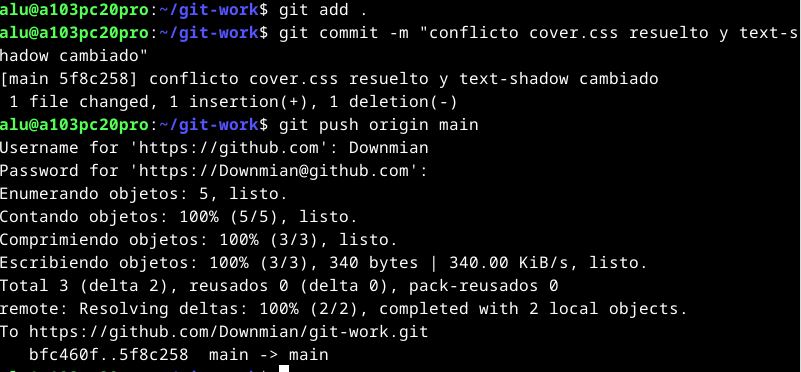 alu@a103pc20pro:~/git-work$ git add .
alu@a103pc20pro:~/git-work$ git commit -m "conflicto cover.css resuelto y text-s
hadow cambiado"
[main 5f8c258] conflicto cover.css resuelto y text-shadow cambiado
 1 file changed, 1 insertion(+), 1 deletion(-)
alu@a103pc20pro:~/git-work$ git push origin main
Username for 'https://github.com': Downmian
Password for 'https://Downmian@github.com':
Enumerando objetos: 5, listo.
Contando objetos: 100% (5/5), listo.
Comprimiendo objetos: 100% (3/3), listo.
Escribiendo objetos: 100% (3/3), 340 bytes | 340.00 KiB/s, listo.
Total 3 (delta 2), reusados 0 (delta 0), pack-reusados 0
remote: Resolving deltas: 100% (2/2), completed with 2 local objects.
To https://github.com/Downmian/git-work.git
   bfc460f..5f8c258  main -> main